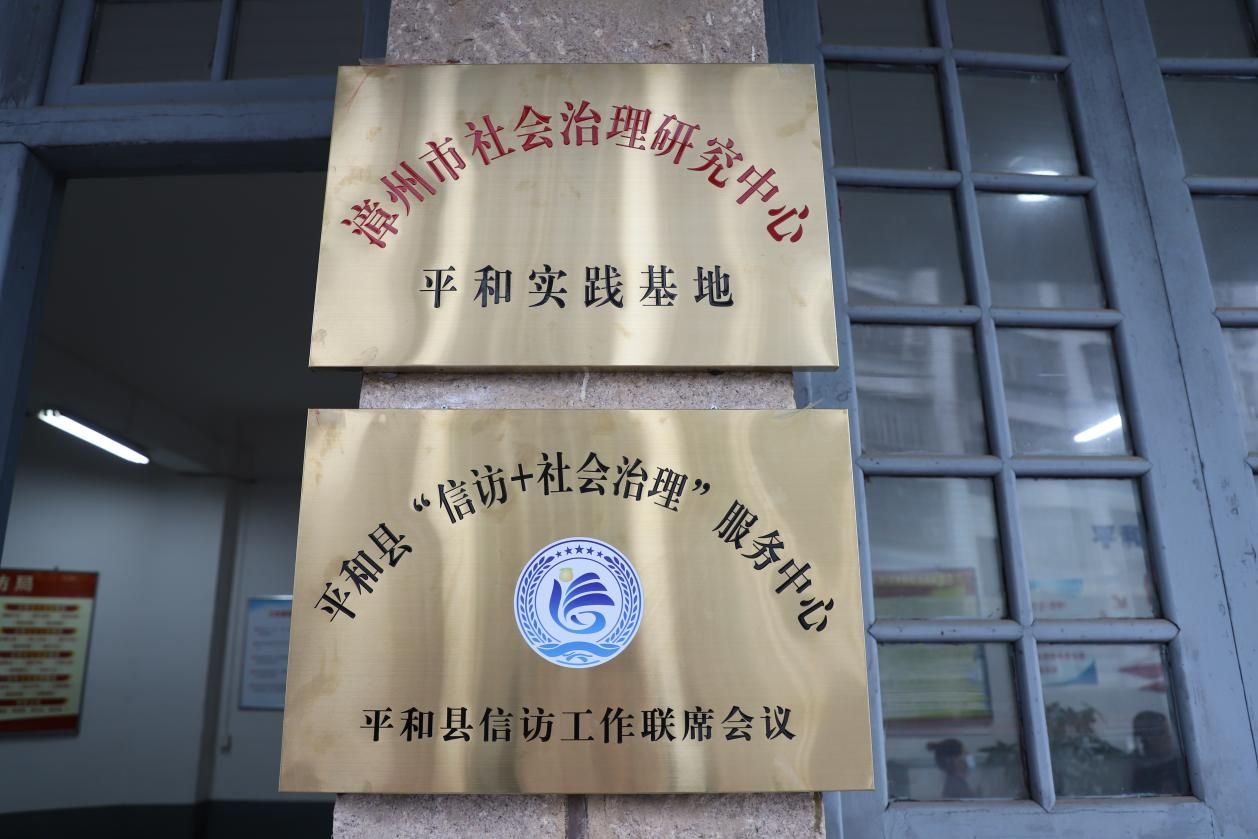 漳州市社会治理研究中心
平和实践基地
平和县“信访+社会治理”服务中心
平和县信访工作联席会议
访局